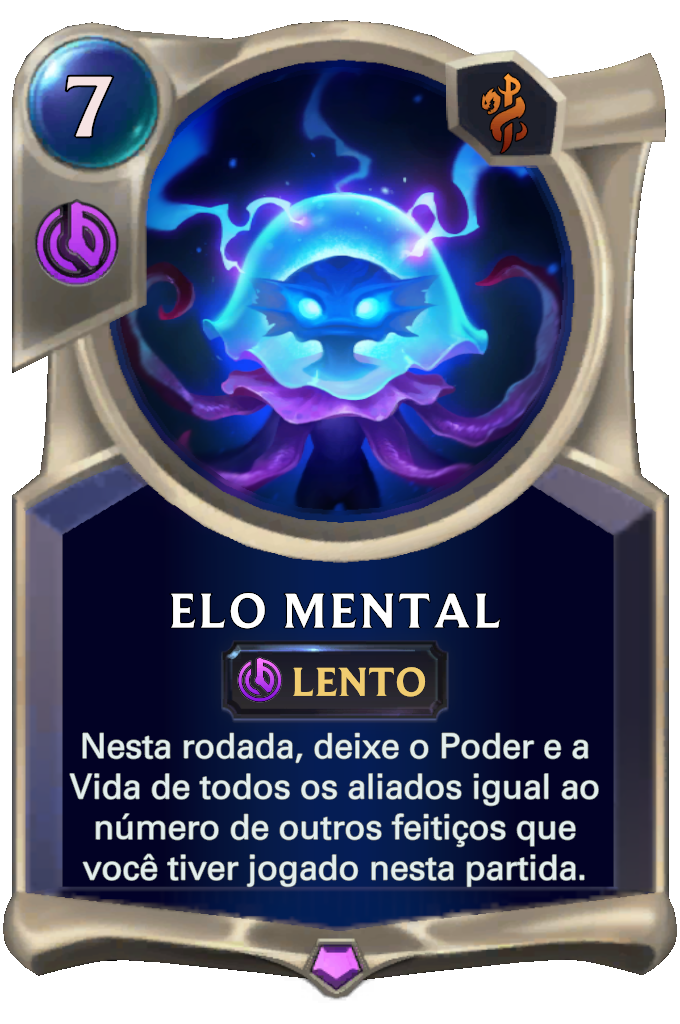 7
ELO MENTAL
LENTO
Nesta rodada, deixe o Poder e a
Vida de todos os aliados igual ao
número de outros feitiços que
você tiver jogado nesta partida.